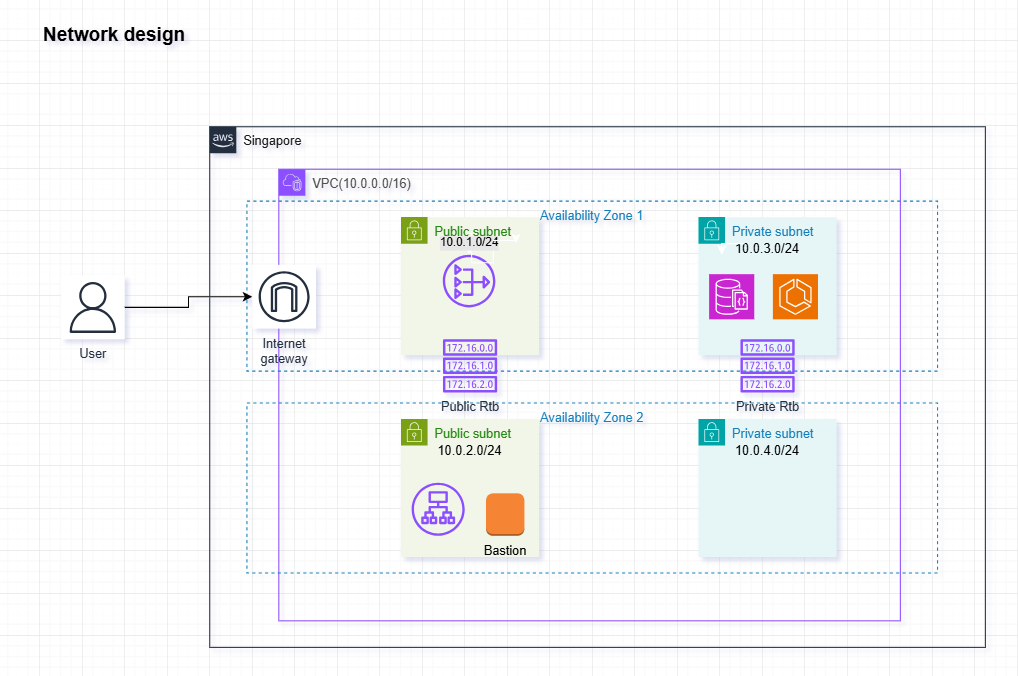 Network design
aws
Singapore
VPC(10.0.0.0/16)
Availability Zone 1
Public subnet
10.0.1.0/24
Private subnet
10.0.3.0/24
User
Internet
gateway
172.16.0.0
172.16.1.0
172.16.2.0
Public Rtb
172.16.0.0
172.16.1.0
172.16.2.0
Private Rtb
Availability Zone 2
Public subnet
10.0.2.0/24
Private subnet
10.0.4.0/24
Bastion